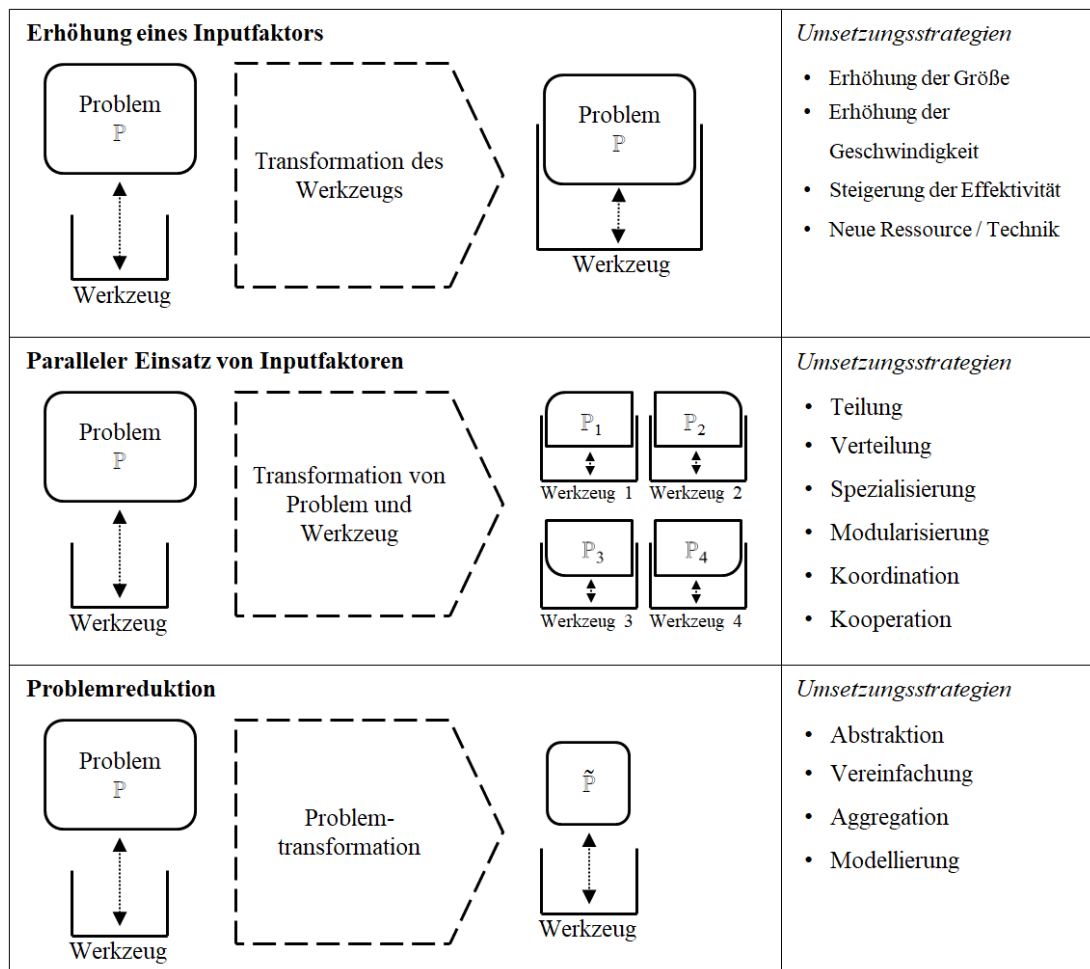 Erhöhung eines Inputfaktors
Problem
ℙ
Werkzeug
Transformation des
Werkzeugs
Problem
ℙ
Werkzeug
Umsetzungsstrategien
• Erhöhung der Größe
• Erhöhung der
Geschwindigkeit
• Steigerung der Effektivität
• Neue Ressource / Technik
Paralleler Einsatz von Inputfaktoren
Problem
ℙ
Werkzeug
Transformation von
Problem und
Werkzeug
ℙ₁
Werkzeug 1
ℙ₂
Werkzeug 2
ℙ₃
Werkzeug 3
ℙ₄
Werkzeug 4
Umsetzungsstrategien
• Teilung
• Verteilung
• Spezialisierung
• Modularisierung
• Koordination
• Kooperation
Problemreduktion
Problem
ℙ
Werkzeug
Problem-
transformation
ℙ̃
Werkzeug
Umsetzungsstrategien
• Abstraktion
• Vereinfachung
• Aggregation
• Modellierung